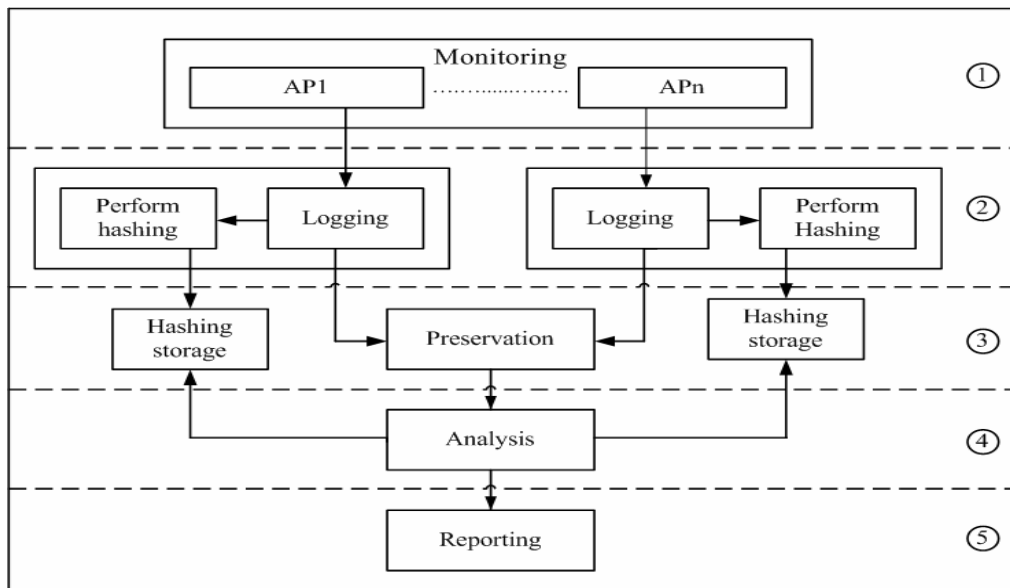 Monitoring
AP1 ........................ APn
①
Perform
hashing
Logging
Logging
Perform
Hashing
②
Hashing
storage
Preservation
Hashing
storage
③
Analysis
④
Reporting
⑤